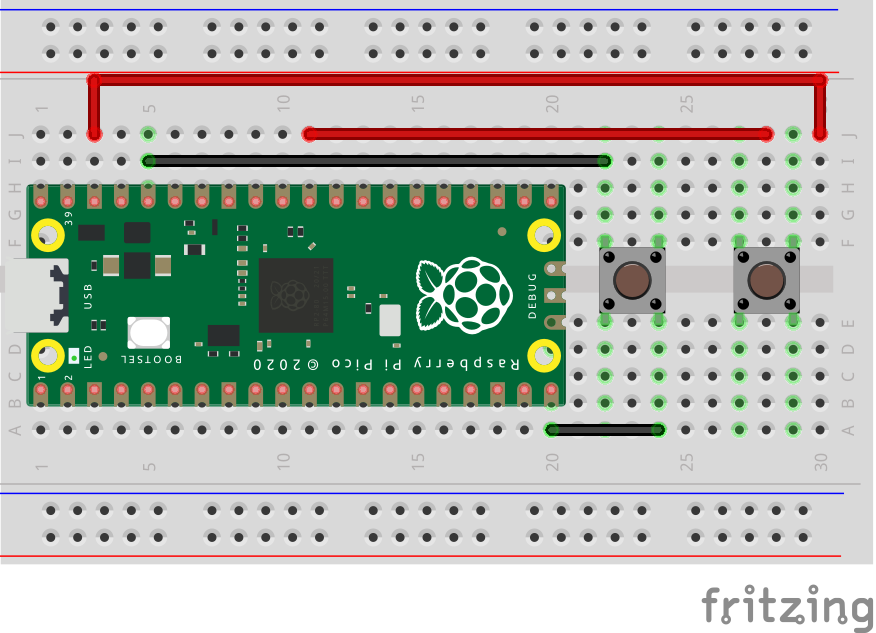 1 5 10 15 20 25 30
J J
I I
H H
G G
F F
39
USB
DEBUG
E E
D D
LED
BOOTSEL
Raspberry Pi Pico © 2020
C C
1
2
B B
A A
1 5 10 15 20 25 30
fritzing